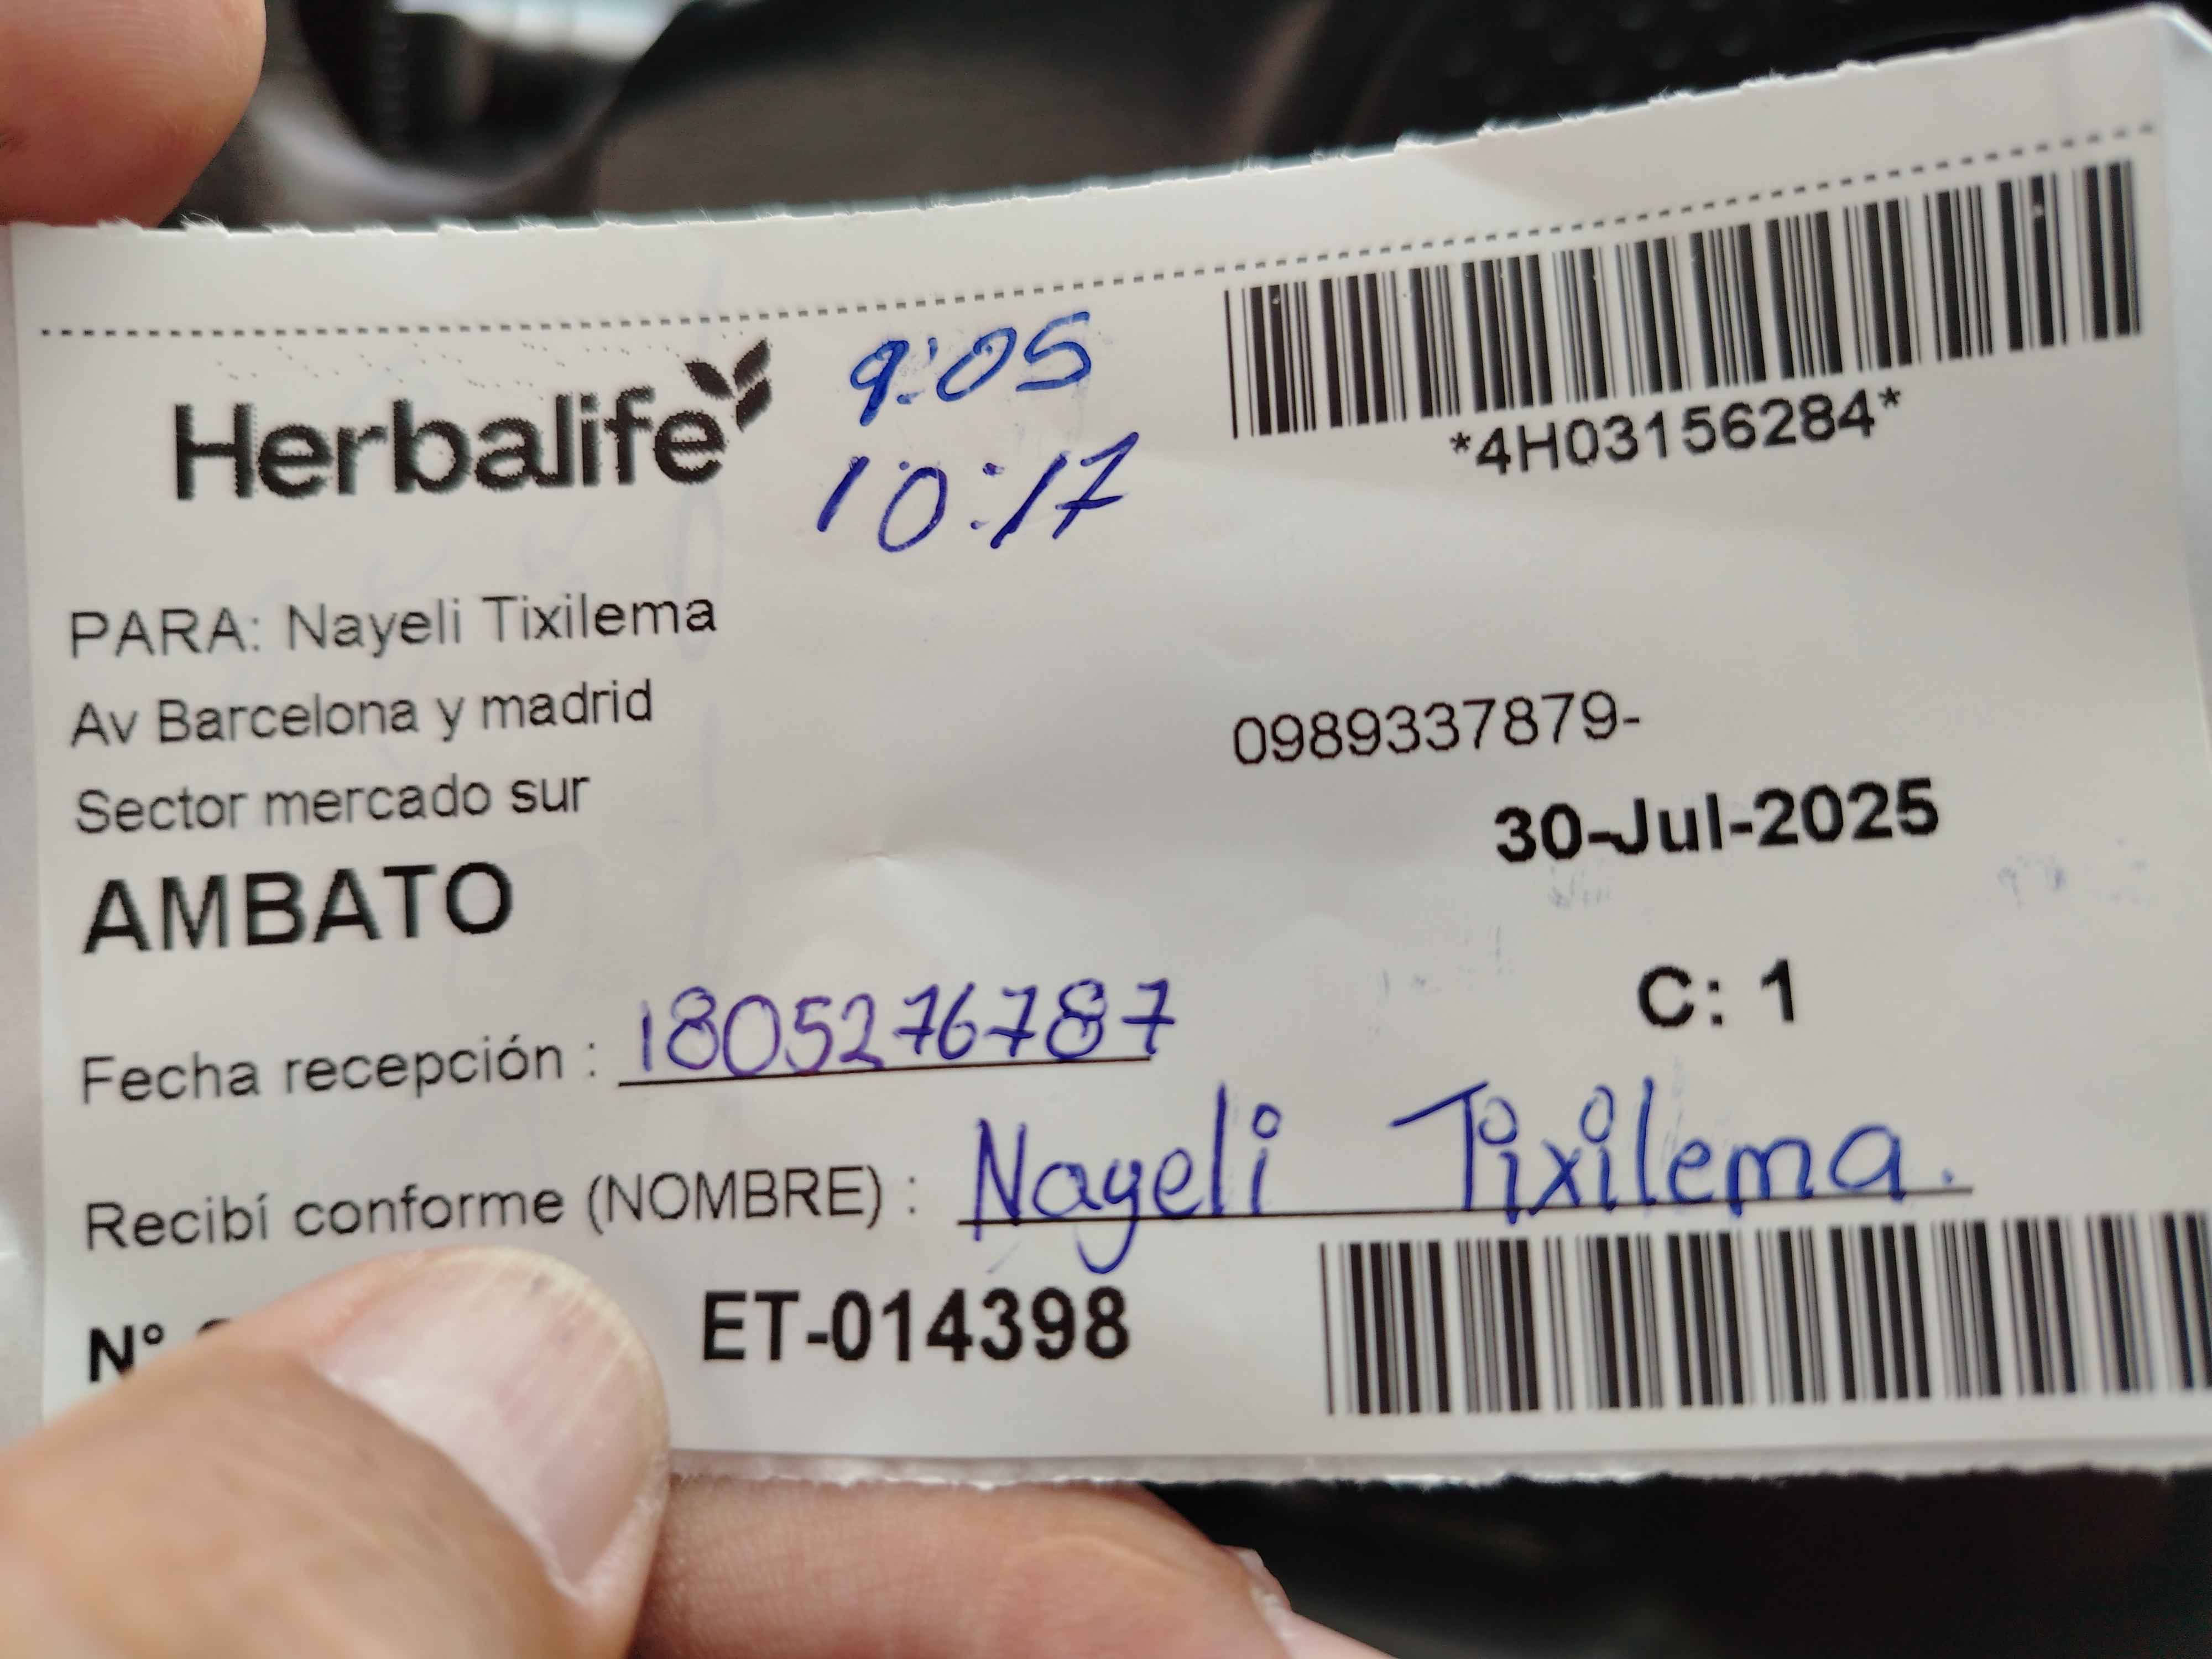 Herbalife
9:05
10:17
*4H03156284*
PARA: Nayeli Tixilema
Av Barcelona y madrid
0989337879-
Sector mercado sur
30-Jul-2025
AMBATO
C: 1
Fecha recepción : 1805276787
Recibí conforme (NOMBRE) : Nayeli Tixilema.
N° ET-014398